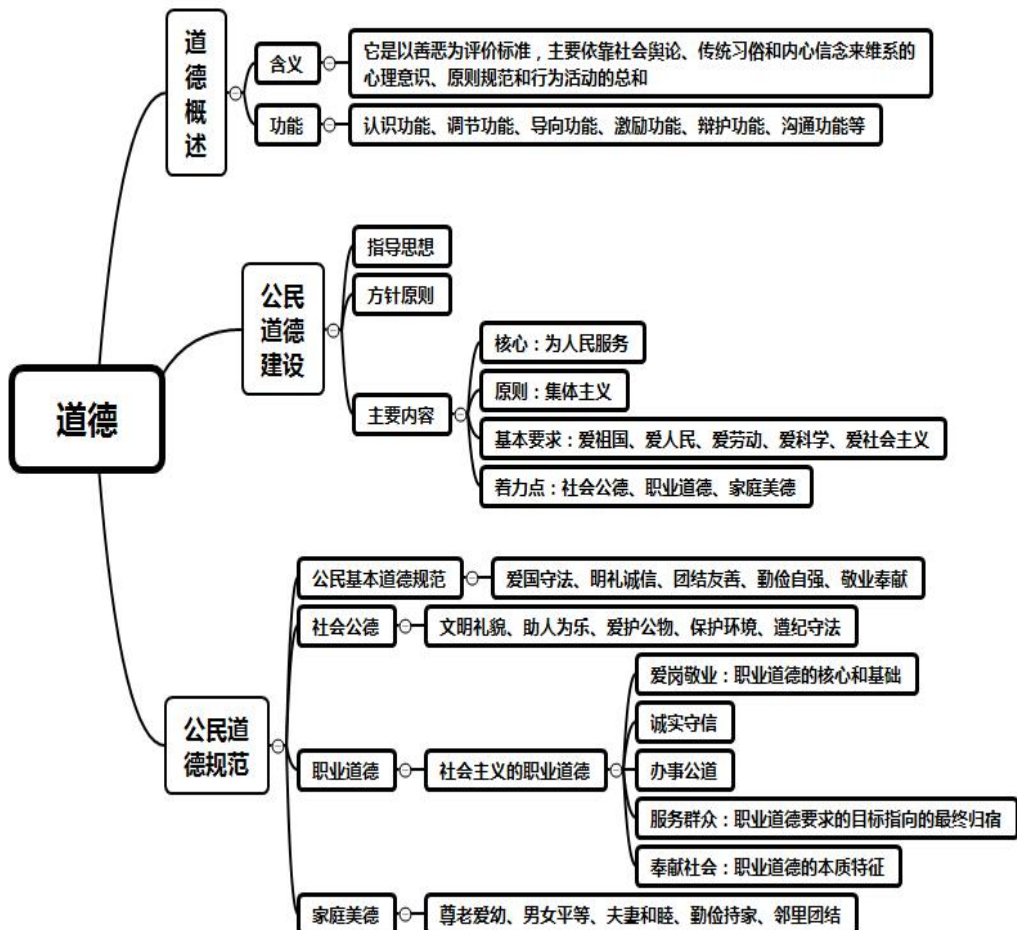 道
德
概
述
含义
它是以善恶为评价标准，主要依靠社会舆论、传统习俗和内心信念来维系的
心理意识、原则规范和行为活动的总和
功能
认识功能、调节功能、导向功能、激励功能、辩护功能、沟通功能等
道德
公民
道德
建设
指导思想
方针原则
主要内容
核心：为人民服务
原则：集体主义
基本要求：爱祖国、爱人民、爱劳动、爱科学、爱社会主义
着力点：社会公德、职业道德、家庭美德
公民道
德规范
公民基本道德规范
爱国守法、明礼诚信、团结友善、勤俭自强、敬业奉献
社会公德
文明礼貌、助人为乐、爱护公物、保护环境、遵纪守法
职业道德
社会主义的职业道德
爱岗敬业：职业道德的核心和基础
诚实守信
办事公道
服务群众：职业道德要求的目标指向的最终归宿
奉献社会：职业道德的本质特征
家庭美德
尊老爱幼、男女平等、夫妻和睦、勤俭持家、邻里团结